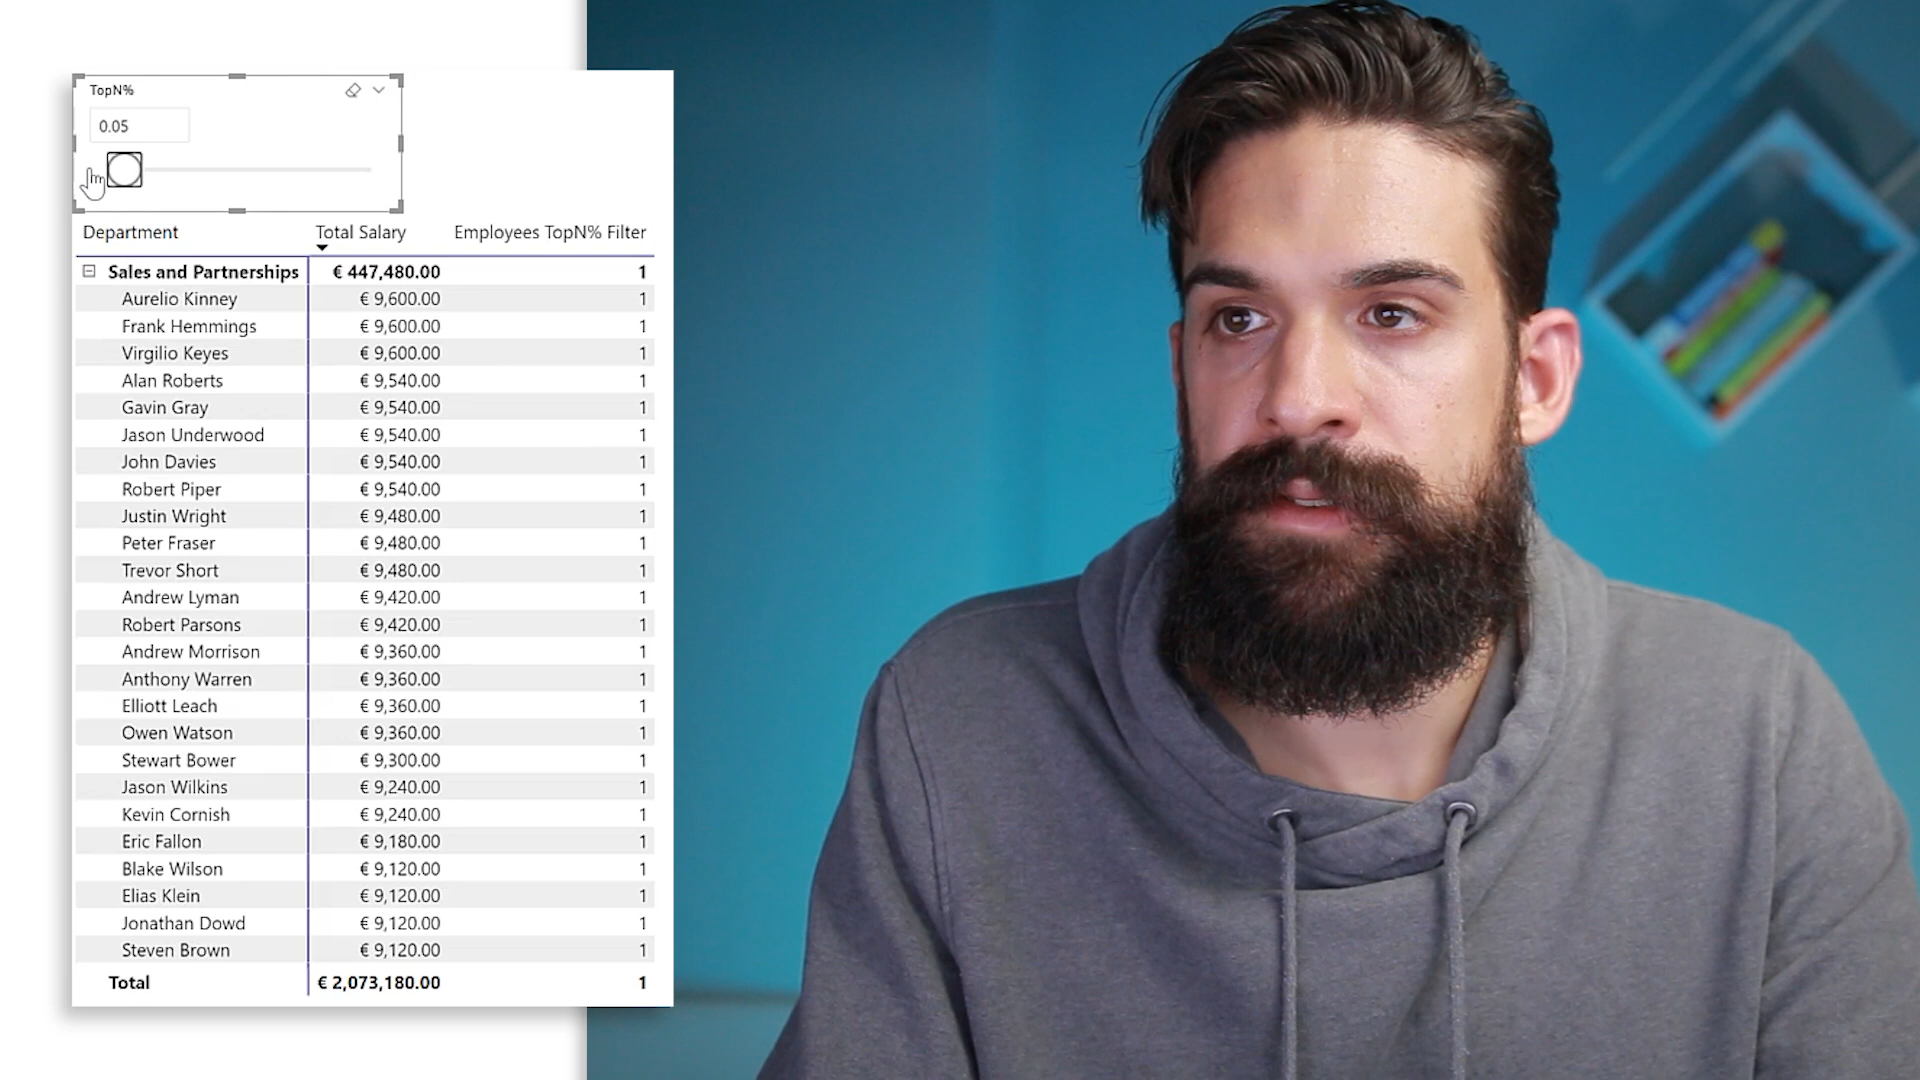 TopN%
0.05
Department Total Salary Employees TopN% Filter
Sales and Partnerships € 447,480.00 1
Aurelio Kinney € 9,600.00 1
Frank Hemmings € 9,600.00 1
Virgilio Keyes € 9,600.00 1
Alan Roberts € 9,540.00 1
Gavin Gray € 9,540.00 1
Jason Underwood € 9,540.00 1
John Davies € 9,540.00 1
Robert Piper € 9,540.00 1
Justin Wright € 9,480.00 1
Peter Fraser € 9,480.00 1
Trevor Short € 9,480.00 1
Andrew Lyman € 9,420.00 1
Robert Parsons € 9,420.00 1
Andrew Morrison € 9,360.00 1
Anthony Warren € 9,360.00 1
Elliott Leach € 9,360.00 1
Owen Watson € 9,360.00 1
Stewart Bower € 9,300.00 1
Jason Wilkins € 9,240.00 1
Kevin Cornish € 9,240.00 1
Eric Fallon € 9,180.00 1
Blake Wilson € 9,120.00 1
Elias Klein € 9,120.00 1
Jonathan Dowd € 9,120.00 1
Steven Brown € 9,120.00 1
Total € 2,073,180.00 1